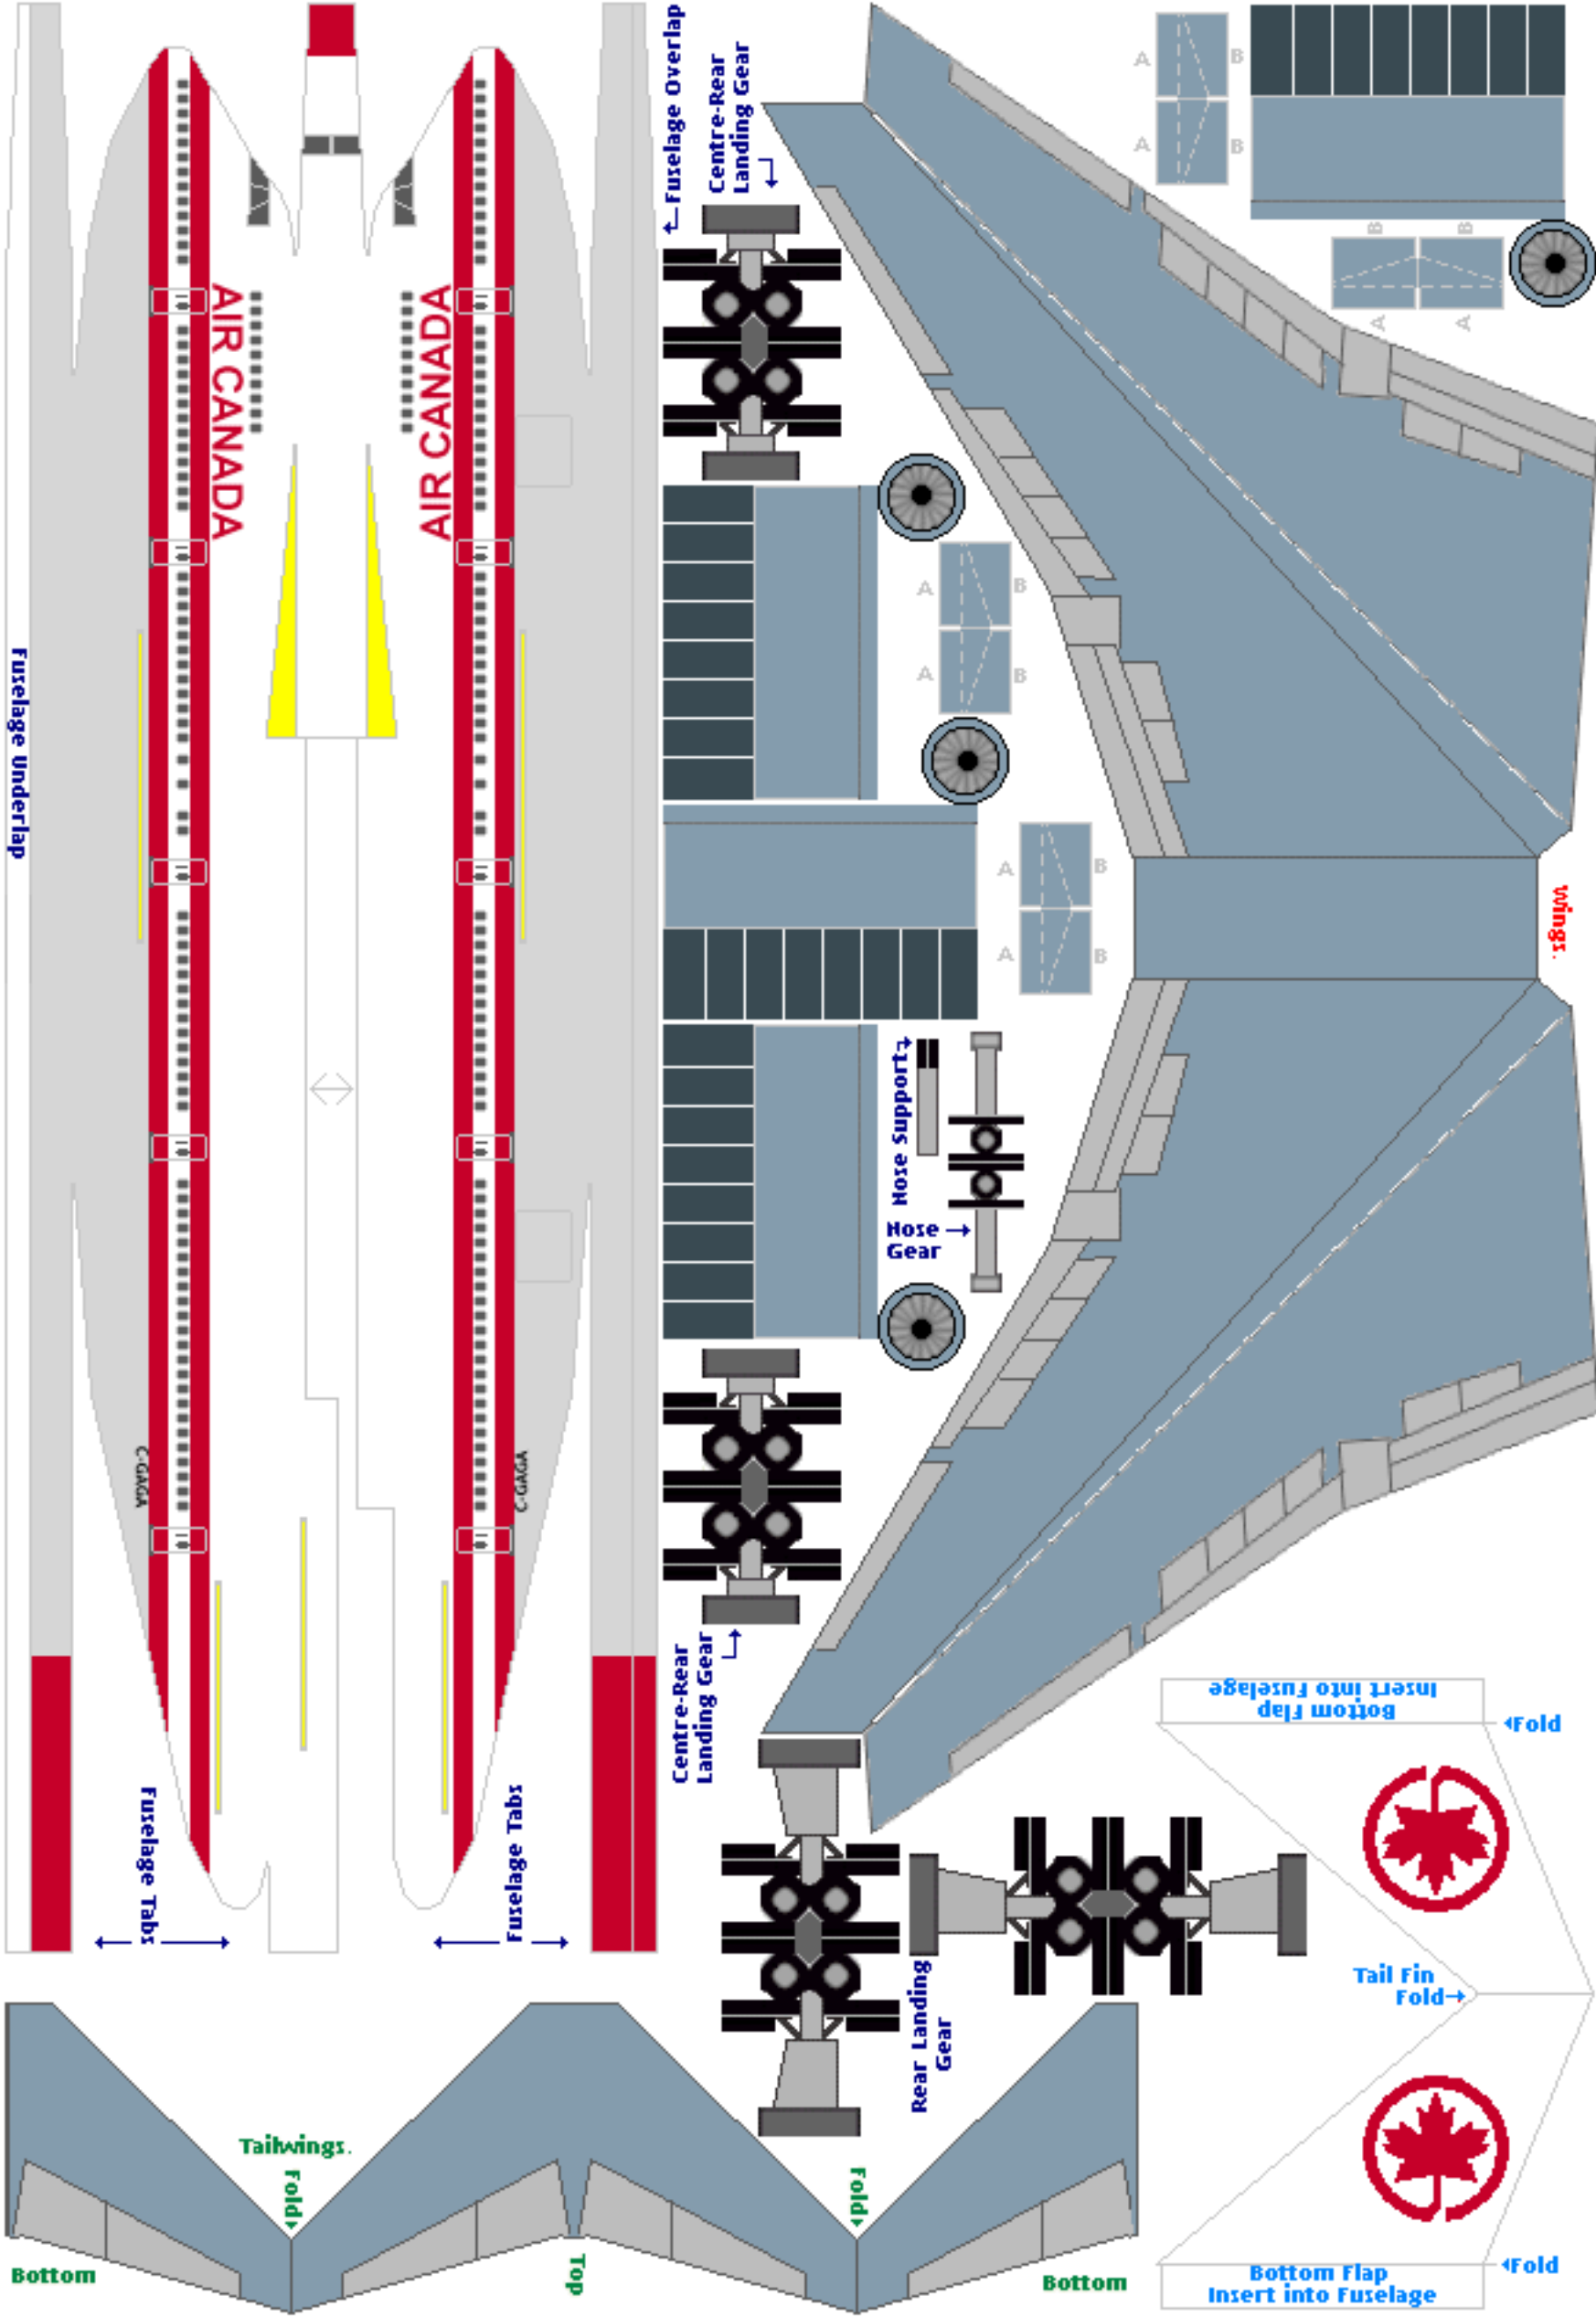 Fuselage Overlap
Centre-Rear
Landing Gear
A
A
B
B
B
B
A
A
AIR CANADA
AIR CANADA
A
A
B
B
Fuselage Underlap
A
A
B
B
Wings.
Nose Support
Nose
Gear
C-GAGA
C-GAGA
Centre-Rear
Landing Gear
Fuselage Tabs
Fuselage Tabs
Bottom Flap
Insert into Fuselage
Fold
Tail Fin
Fold
Rear Landing
Gear
Tailwings.
Fold
Fold
Bottom
Top
Bottom
Bottom Flap
Insert into Fuselage
Fold